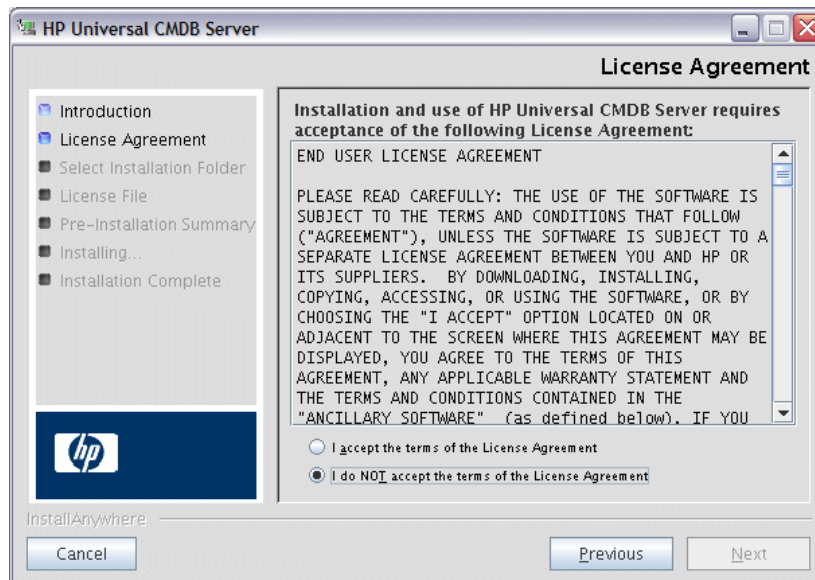 HP Universal CMDB Server
License Agreement
Introduction
License Agreement
Select Installation Folder
License File
Pre-Installation Summary
Installing...
Installation Complete
Installation and use of HP Universal CMDB Server requires
acceptance of the following License Agreement:
END USER LICENSE AGREEMENT
PLEASE READ CAREFULLY: THE USE OF THE SOFTWARE IS
SUBJECT TO THE TERMS AND CONDITIONS THAT FOLLOW
("AGREEMENT"), UNLESS THE SOFTWARE IS SUBJECT TO A
SEPARATE LICENSE AGREEMENT BETWEEN YOU AND HP OR
ITS SUPPLIERS.  BY DOWNLOADING, INSTALLING,
COPYING, ACCESSING, OR USING THE SOFTWARE, OR BY
CHOOSING THE "I ACCEPT" OPTION LOCATED ON OR
ADJACENT TO THE SCREEN WHERE THIS AGREEMENT MAY BE
DISPLAYED, YOU AGREE TO THE TERMS OF THIS
AGREEMENT, ANY APPLICABLE WARRANTY STATEMENT AND
THE TERMS AND CONDITIONS CONTAINED IN THE
"ANCILLARY SOFTWARE"  (as defined below). IF YOU
I accept the terms of the License Agreement
I do NOT accept the terms of the License Agreement
hp
InstallAnywhere
Cancel
Previous
Next